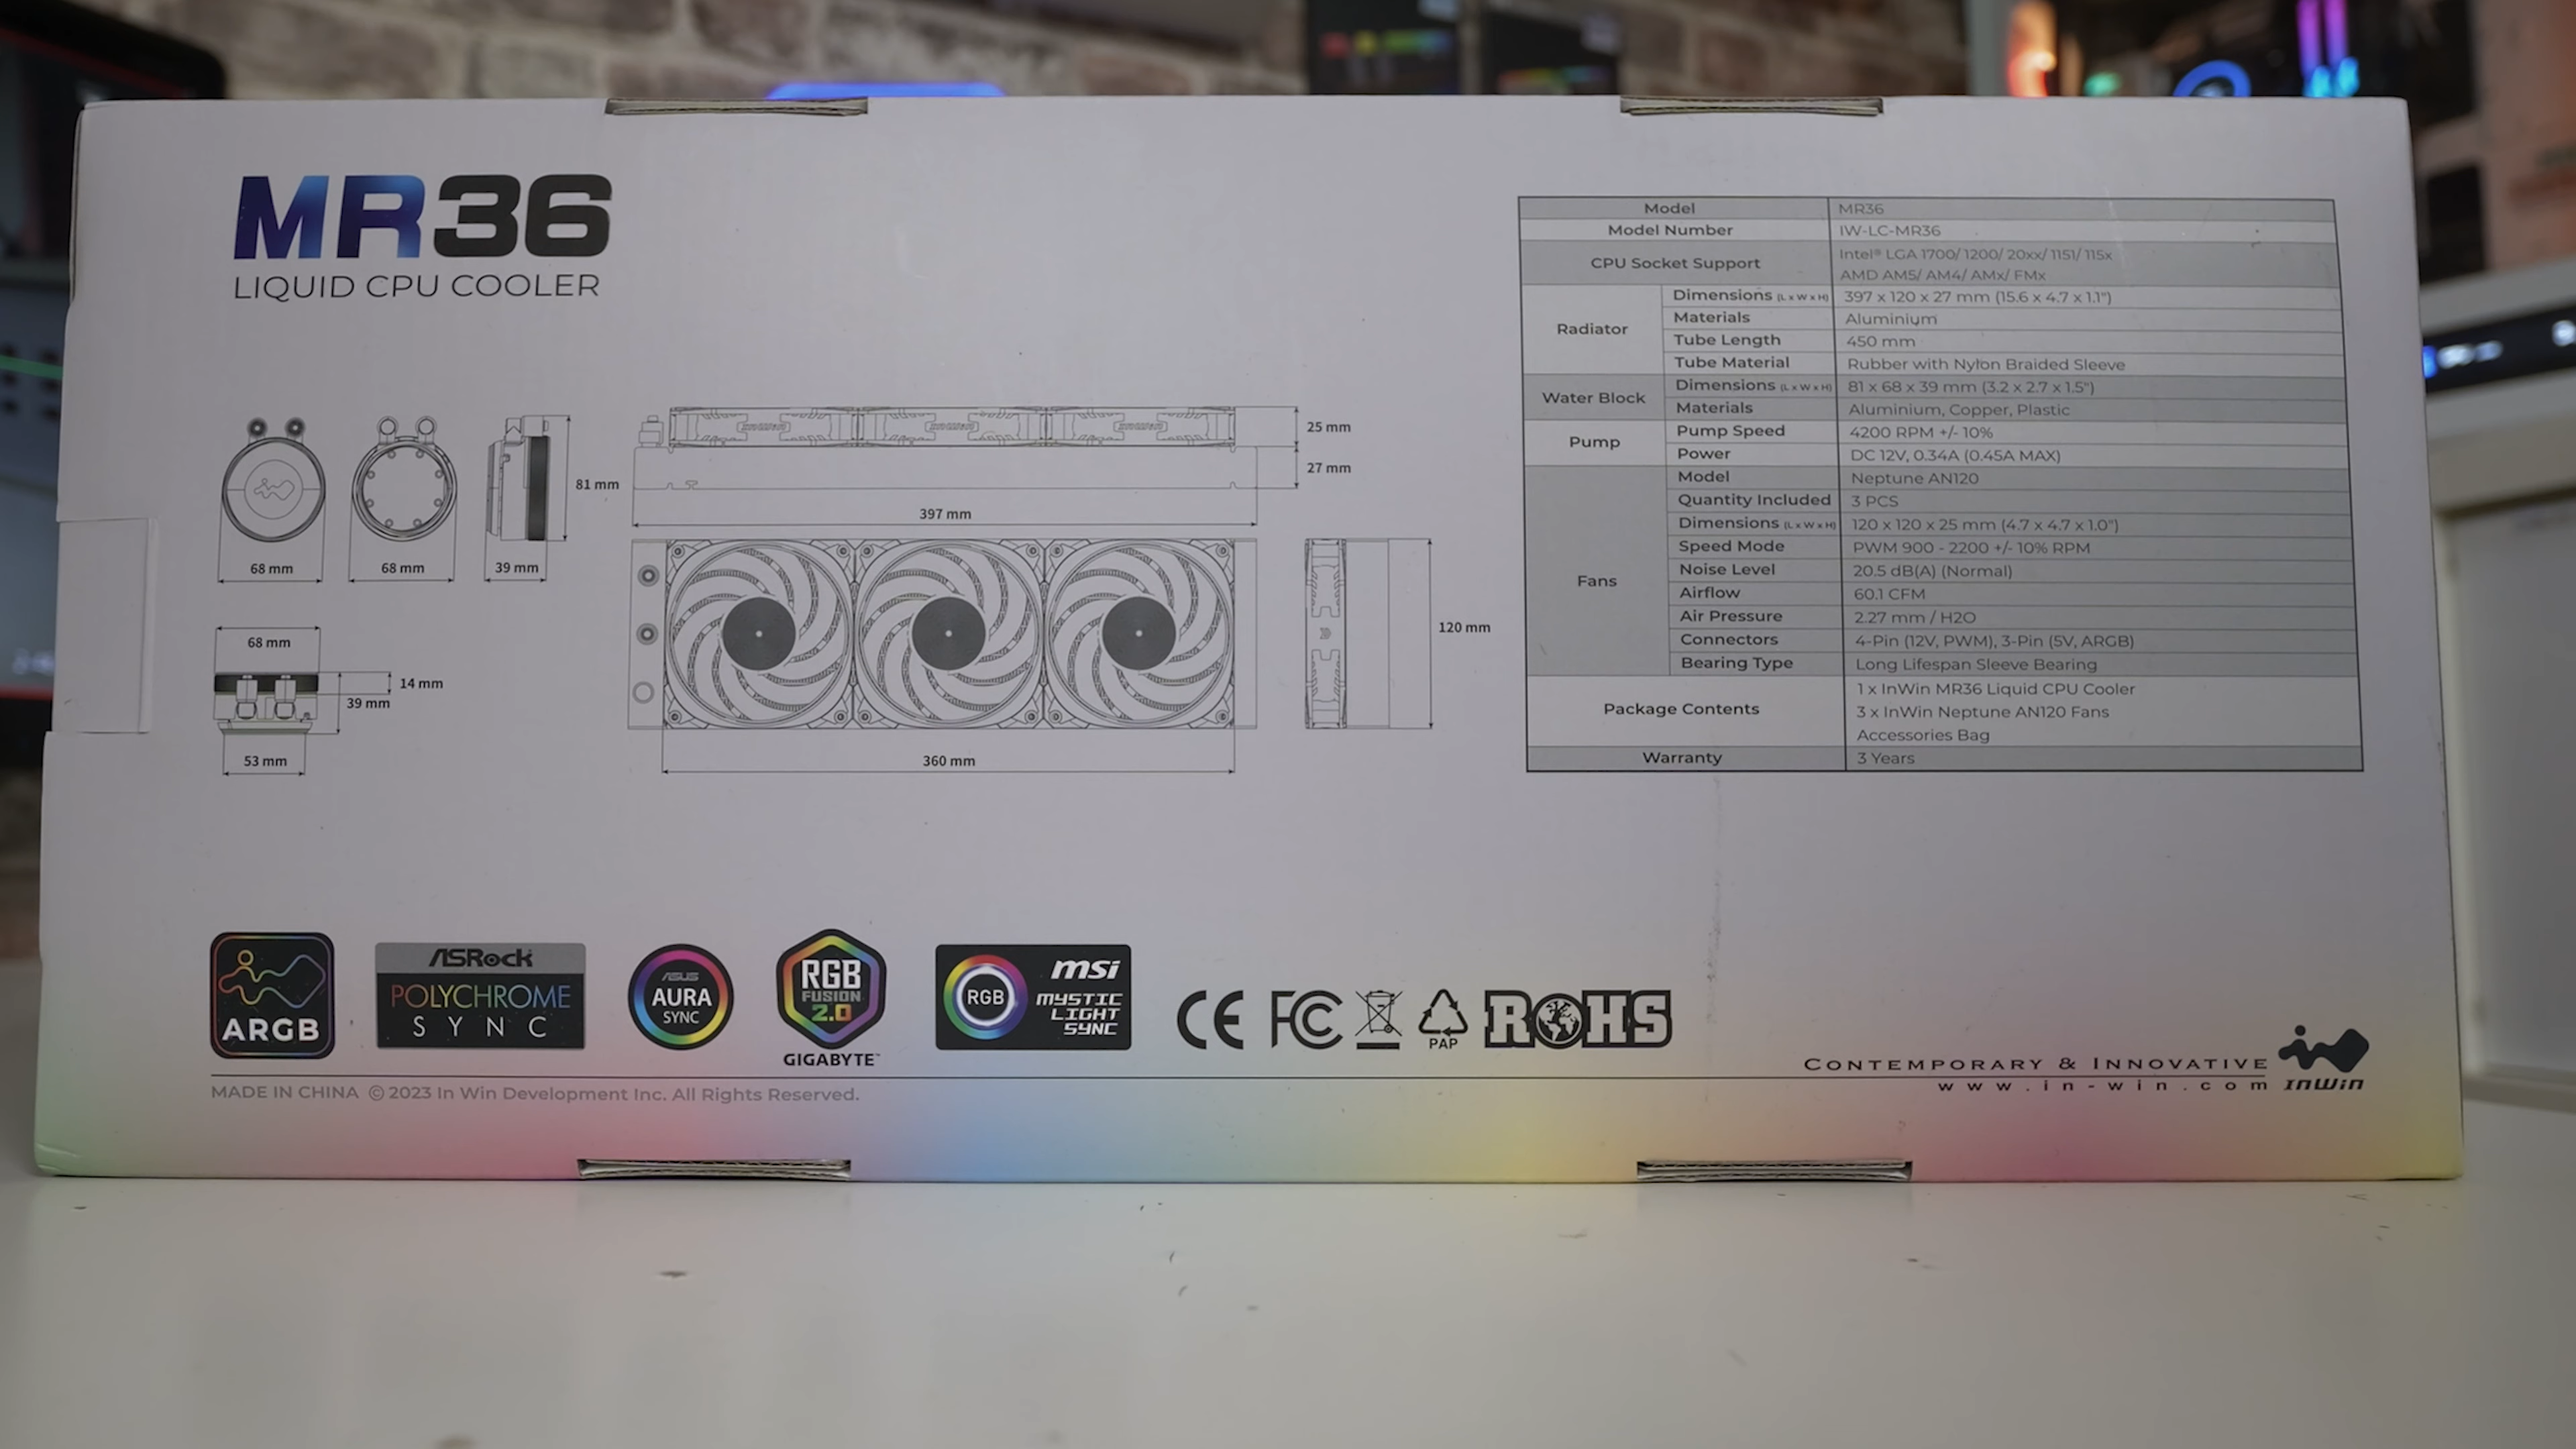 MR36
LIQUID CPU COOLER
25 mm
27 mm
81 mm
397 mm
68 mm
68 mm
39 mm
68 mm
14 mm
39 mm
53 mm
120 mm
360 mm
Model MR36
Model Number IW-LC-MR36
CPU Socket Support Intel® LGA 1700/ 1200/ 20xx/ 1151/ 115x
AMD AM5/ AM4/ AMx/ FMx
Radiator
Dimensions (L x W x H) 397 x 120 x 27 mm (15.6 x 4.7 x 1.1")
Materials Aluminium
Tube Length 450 mm
Tube Material Rubber with Nylon Braided Sleeve
Water Block
Dimensions (L x W x H) 81 x 68 x 39 mm (3.2 x 2.7 x 1.5")
Materials Aluminium, Copper, Plastic
Pump
Pump Speed 4200 RPM +/- 10%
Power DC 12V, 0.34A (0.45A MAX)
Fans
Model Neptune AN120
Quantity Included 3 PCS
Dimensions (L x W x H) 120 x 120 x 25 mm (4.7 x 4.7 x 1.0")
Speed Mode PWM 900 - 2200 +/- 10% RPM
Noise Level 20.5 dB(A) (Normal)
Airflow 60.1 CFM
Air Pressure 2.27 mm / H2O
Connectors 4-Pin (12V, PWM), 3-Pin (5V, ARGB)
Bearing Type Long Lifespan Sleeve Bearing
Package Contents
1 x InWin MR36 Liquid CPU Cooler
3 x InWin Neptune AN120 Fans
Accessories Bag
Warranty 3 Years
ARGB
ASRock
POLYCHROME
SYNC
ASUS
AURA
SYNC
RGB
FUSION
2.0
GIGABYTE™
RGB
msi
MYSTIC
LIGHT
SYNC
CE FC
PAP
ROHS
CONTEMPORARY & INNOVATIVE
www.in-win.com
InWin
MADE IN CHINA © 2023 In Win Development Inc. All Rights Reserved.